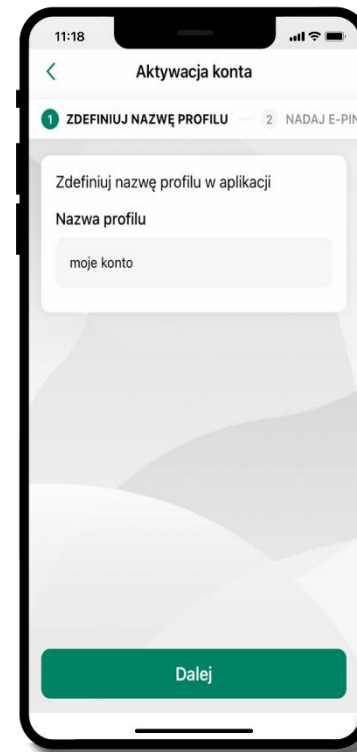 11:18
Aktywacja konta
1 ZDEFINIUJ NAZWĘ PROFILU 2 NADAJ E-PIN
Zdefiniuj nazwę profilu w aplikacji
Nazwa profilu
moje konto
Dalej